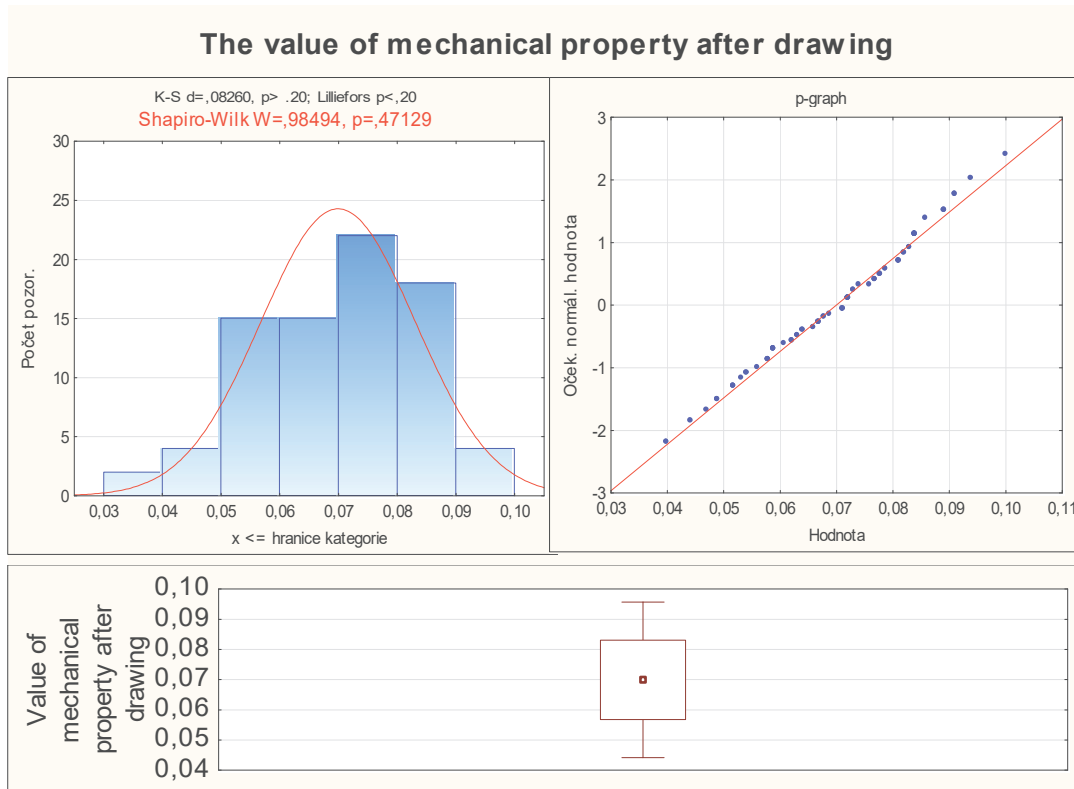 The value of mechanical property after drawing
K-S d=,08260, p> .20; Lilliefors p<,20
Shapiro-Wilk W=,98494, p=,47129
30
25
20
15
10
5
0
Počet pozor.
0,03 0,04 0,05 0,06 0,07 0,08 0,09 0,10
x <= hranice kategorie
p-graph
3
2
1
0
-1
-2
-3
Oček. normál. hodnota
0,03 0,04 0,05 0,06 0,07 0,08 0,09 0,10 0,11
Hodnota
Value of
mechanical
property after
drawing
0,10
0,09
0,08
0,07
0,06
0,05
0,04